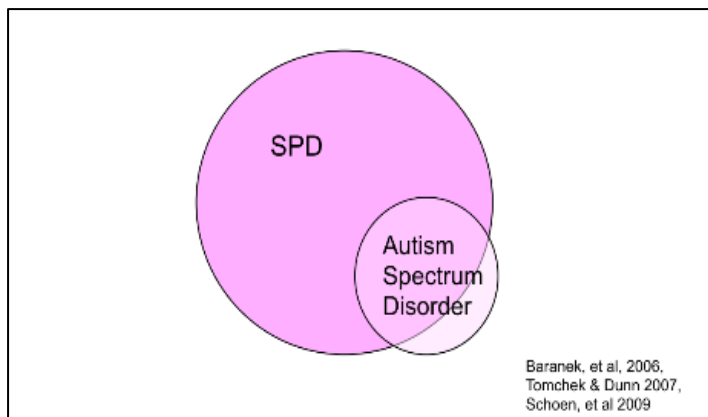 SPD
Autism
Spectrum
Disorder
Baranek, et al, 2006,
Tomchek & Dunn 2007,
Schoen, et al 2009